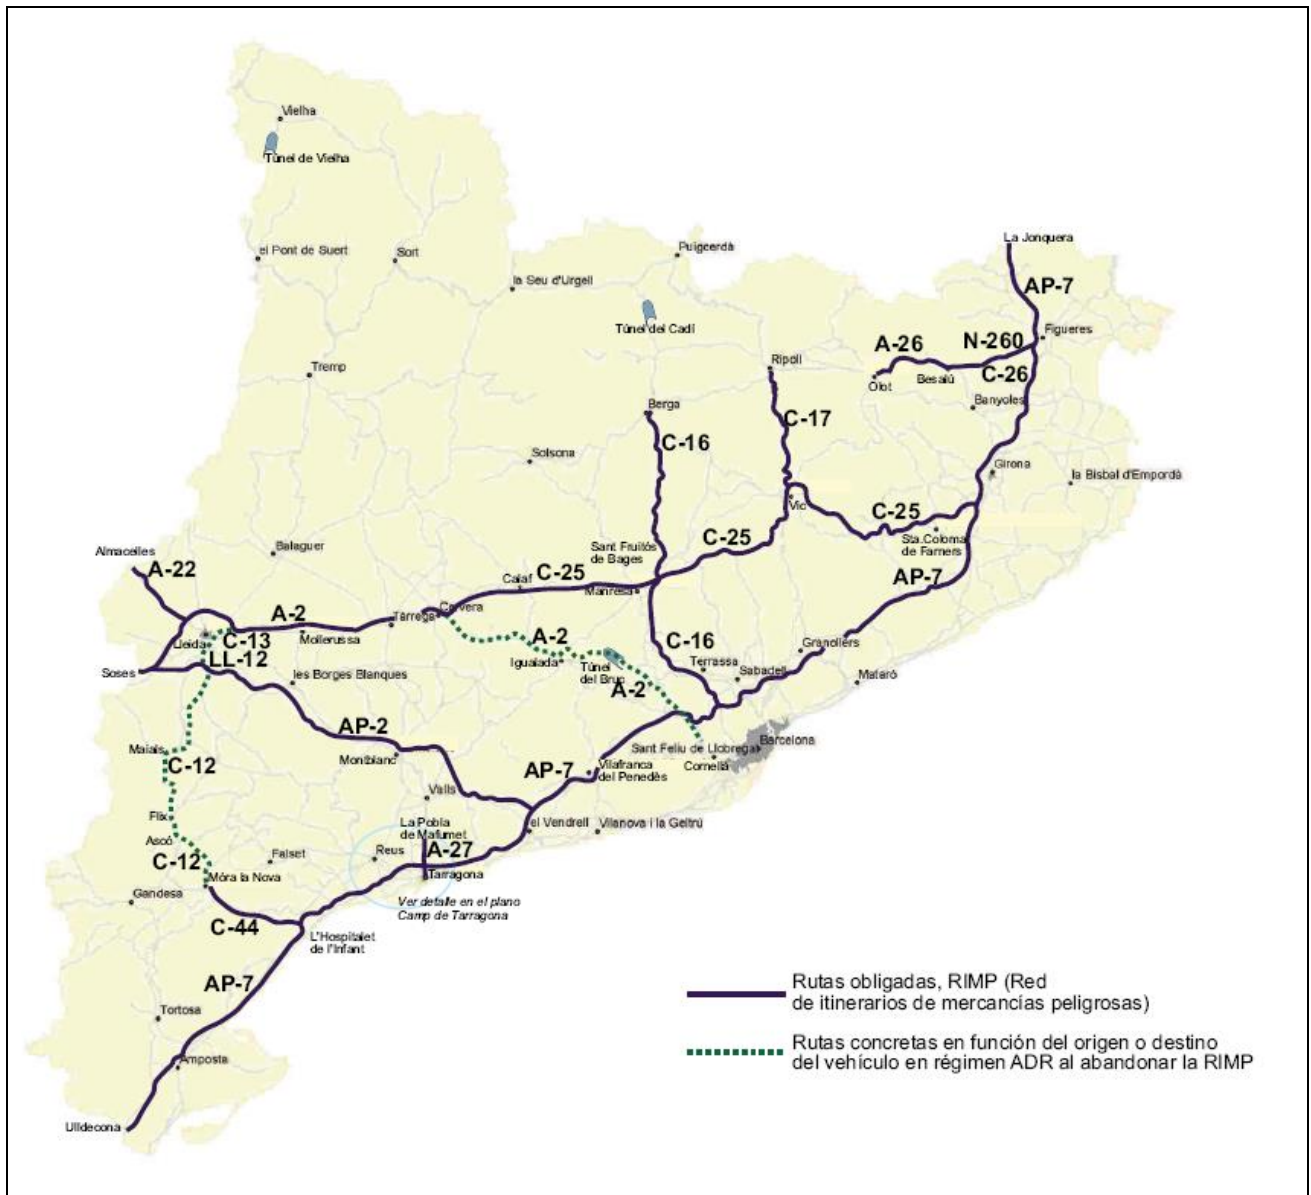 Vielha
Túnel de Vielha
el Pont de Suert
Sort
Puigcerdà
La Jonquera
la Seu d'Urgell
AP-7
Túnel del Cadí
Figueres
N-260
A-26
Ripoll
Tremp
Olot
Besalú
C-26
Banyoles
Berga
C-17
C-16
Solsona
Girona
la Bisbal d'Empordà
Vic
C-25
Sta.Coloma
de Farners
Almacelles
Balaguer
Sant Fruitós
de Bages
C-25
A-22
Calaf
C-25
Manresa
AP-7
A-2
Tàrrega
Cervera
Lleida
C-13
Mollerussa
A-2
C-16
Granollers
LL-12
Igualada
Túnel
del Bruc
Terrassa
Sabadell
Mataró
Soses
les Borges Blanques
A-2
AP-2
Maials
C-12
Montblanc
Sant Feliu de Llobregat
Barcelona
Cornellà
AP-7
Vilafranca
del Penedès
Valls
Flix
La Pobla
de Mafumet
el Vendrell
Vilanova i la Geltrú
Ascó
C-12
Falset
Reus
A-27
Móra la Nova
Tarragona
Gandesa
Ver detalle en el plano
Camp de Tarragona
C-44
L'Hospitalet
de l'Infant
AP-7
Rutas obligadas, RIMP (Red
de itinerarios de mercancías peligrosas)
Tortosa
Rutas concretas en función del origen o destino
del vehículo en régimen ADR al abandonar la RIMP
Amposta
Ulldecona